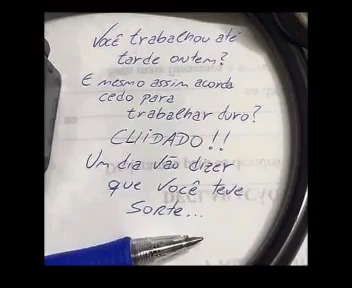 Você trabalhou até
tarde ontem?
E mesmo assim acorda
cedo para
trabalhar duro?
CUIDADO!!
Um dia vão dizer
que você teve
SORTE...